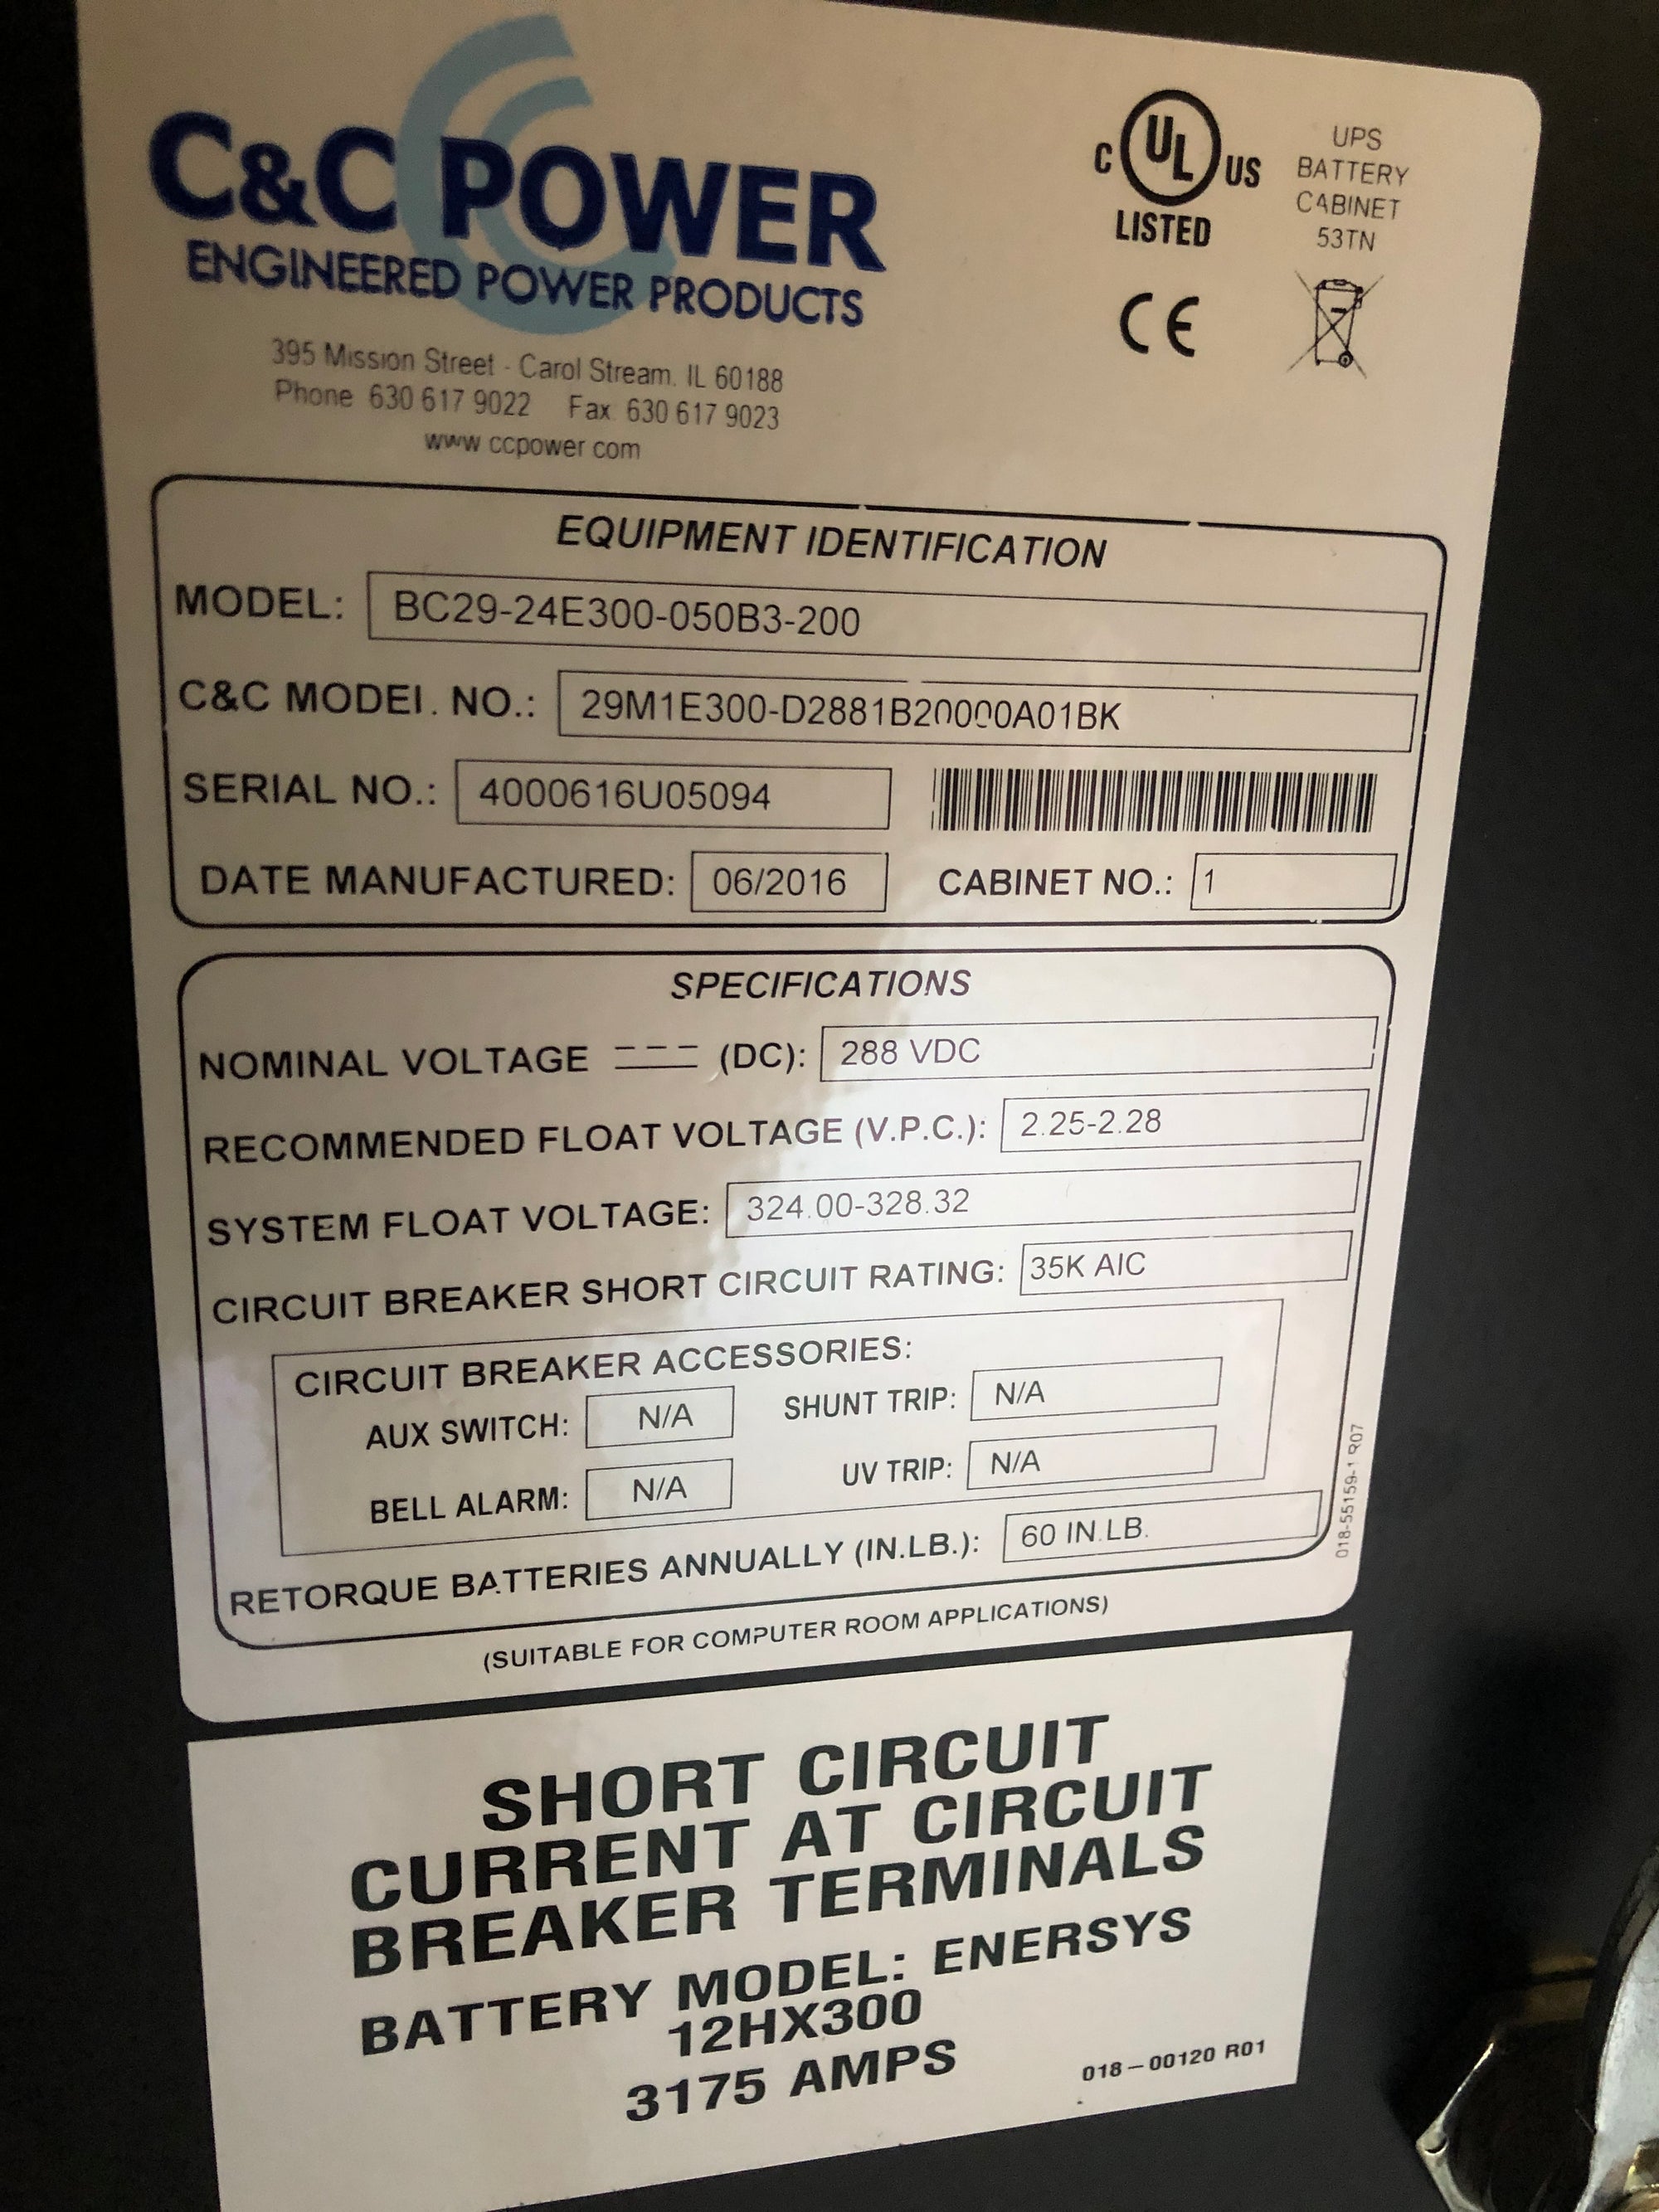 C&C POWER
ENGINEERED POWER PRODUCTS
395 Mission Street - Carol Stream, IL 60188
Phone 630 617 9022 Fax 630 617 9023
www ccpower com
C UL US
LISTED
UPS
BATTERY
CABINET
53TN
CE
EQUIPMENT IDENTIFICATION
MODEL: BC29-24E300-050B3-200
C&C MODEL NO.: 29M1E300-D2881B20000A01BK
SERIAL NO.: 4000616U05094
DATE MANUFACTURED: 06/2016 CABINET NO.: 1
SPECIFICATIONS
NOMINAL VOLTAGE (DC): 288 VDC
RECOMMENDED FLOAT VOLTAGE (V.P.C.): 2.25-2.28
SYSTEM FLOAT VOLTAGE: 324.00-328.32
CIRCUIT BREAKER SHORT CIRCUIT RATING: 35K AIC
CIRCUIT BREAKER ACCESSORIES:
AUX SWITCH: N/A SHUNT TRIP: N/A
BELL ALARM: N/A UV TRIP: N/A
RETORQUE BATTERIES ANNUALLY (IN.LB.): 60 IN.LB.
018-55159-1 R07
(SUITABLE FOR COMPUTER ROOM APPLICATIONS)
SHORT CIRCUIT
CURRENT AT CIRCUIT
BREAKER TERMINALS
BATTERY MODEL: ENERSYS
12HX300
3175 AMPS
018-00120 R01